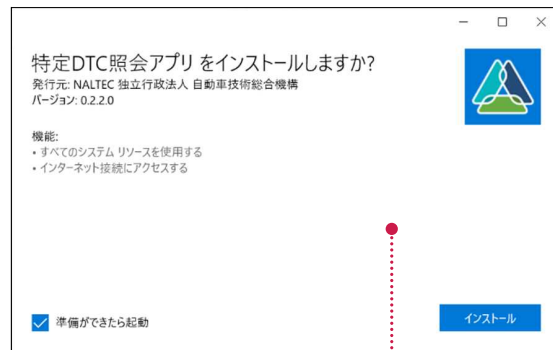 特定DTC照会アプリ をインストールしますか?
発行元: NALTEC 独立行政法人 自動車技術総合機構
バージョン: 0.2.2.0
機能:
• すべてのシステム リソースを使用する
• インターネット接続にアクセスする
準備ができたら起動
インストール